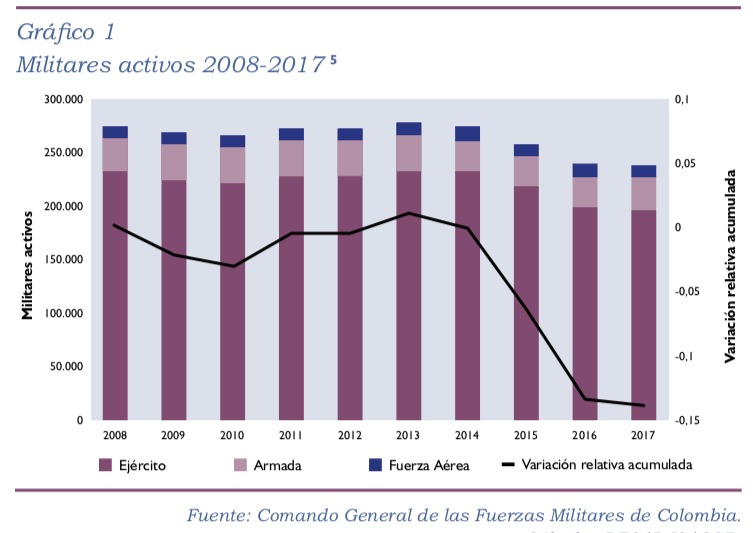 Gráfico 1
Militares activos 2008-2017 5
300.000
250.000
200.000
150.000
100.000
50.000
0
Militares activos
0,1
0,05
0
-0,05
-0,1
-0,15
Variación relativa acumulada
2008 2009 2010 2011 2012 2013 2014 2015 2016 2017
Ejército Armada Fuerza Aérea Variación relativa acumulada
Fuente: Comando General de las Fuerzas Militares de Colombia.